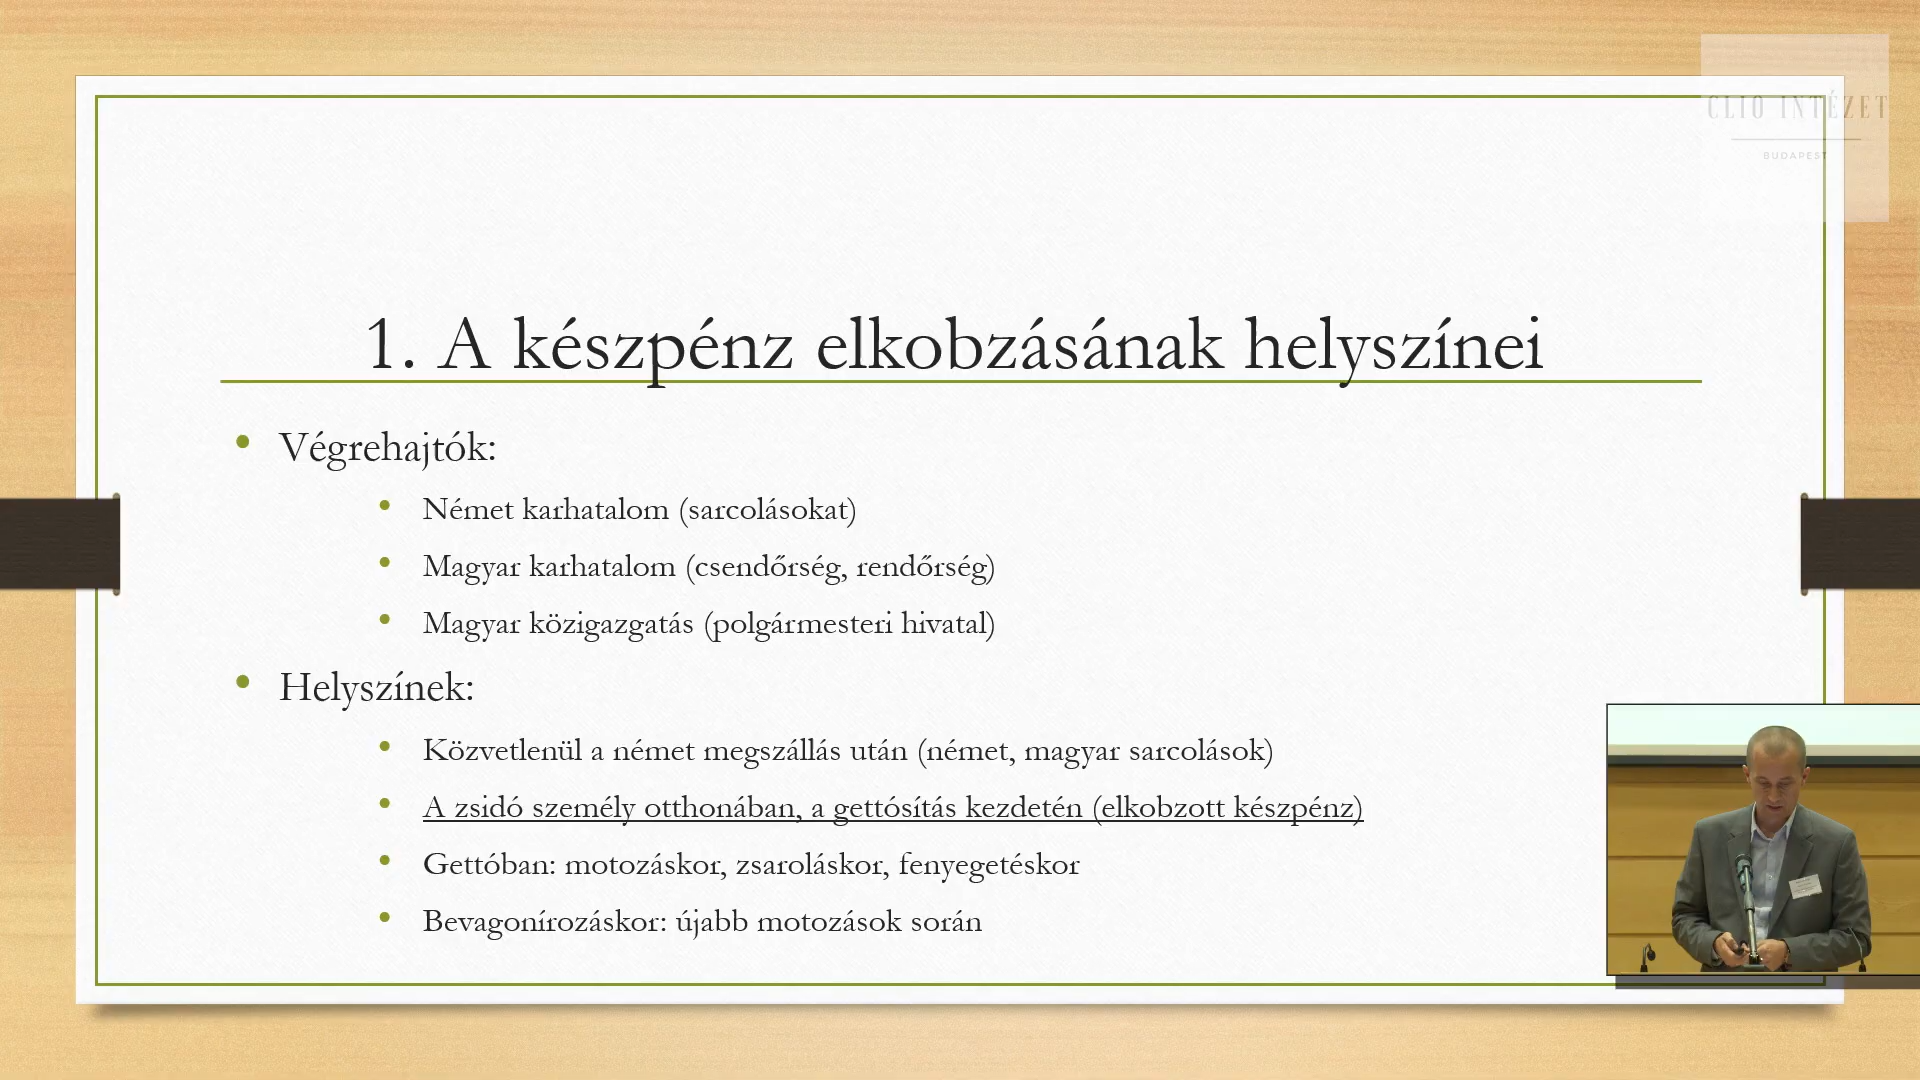 CLIO INTÉZET
BUDAPEST
1. A készpénz elkobzásának helyszínei
Végrehajtók:
Német karhatalom (sarcolásokat)
Magyar karhatalom (csendőrség, rendőrség)
Magyar közigazgatás (polgármesteri hivatal)
Helyszínek:
Közvetlenül a német megszállás után (német, magyar sarcolások)
A zsidó személy otthonában, a gettósítás kezdetén (elkobzott készpénz)
Gettóban: motozáskor, zsaroláskor, fenyegetéskor
Bevagonírozáskor: újabb motozások során